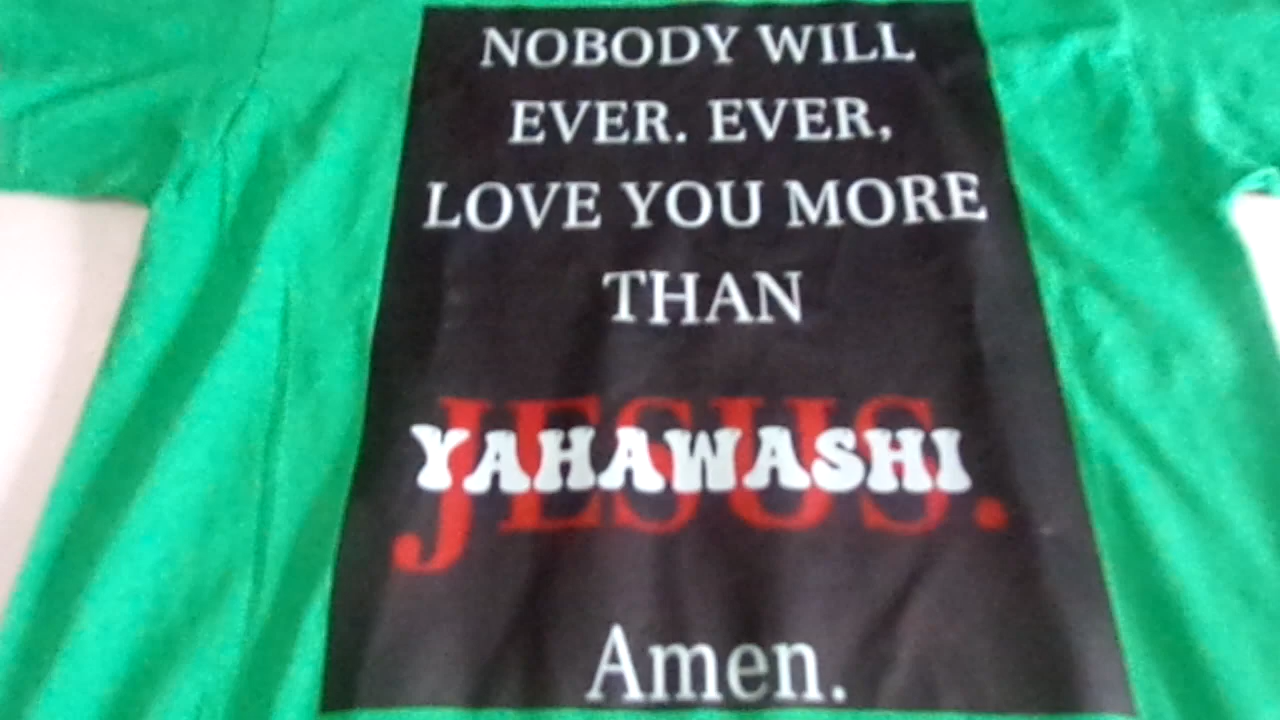 NOBODY WILL
EVER. EVER,
LOVE YOU MORE
THAN
JESUS.
YAHAWASHI
Amen.